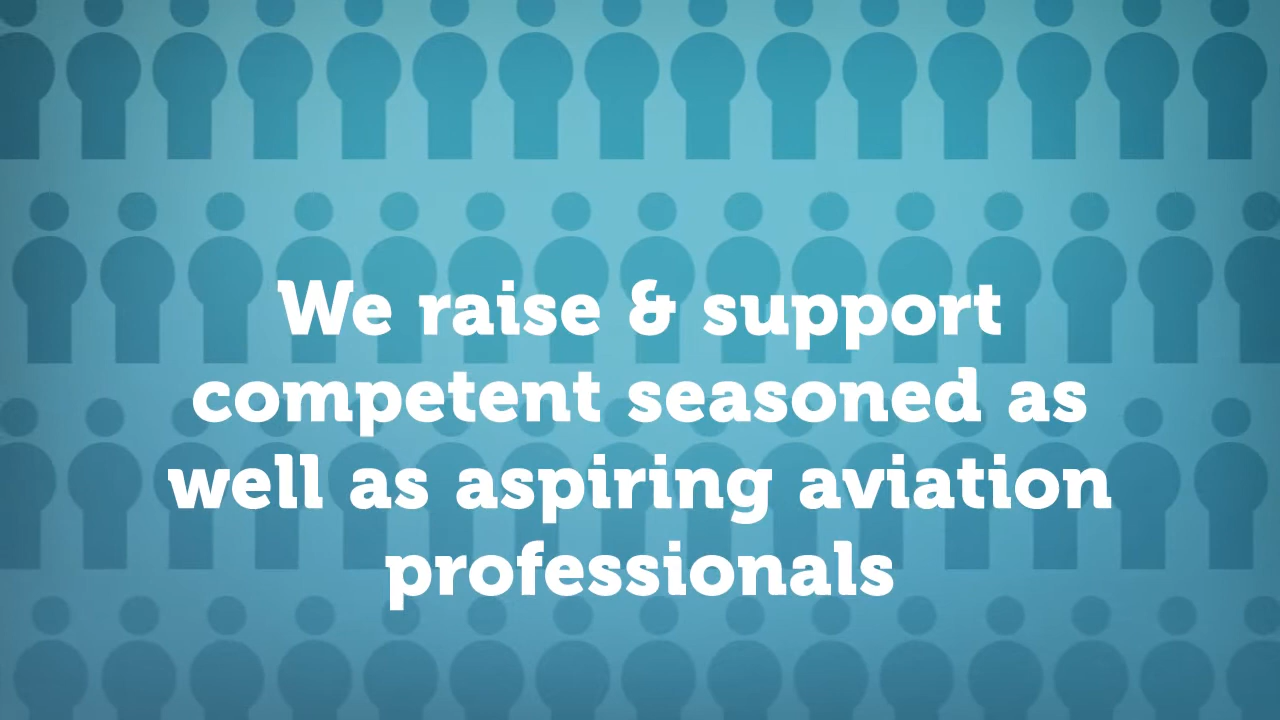 We raise & support
competent seasoned as
well as aspiring aviation
professionals